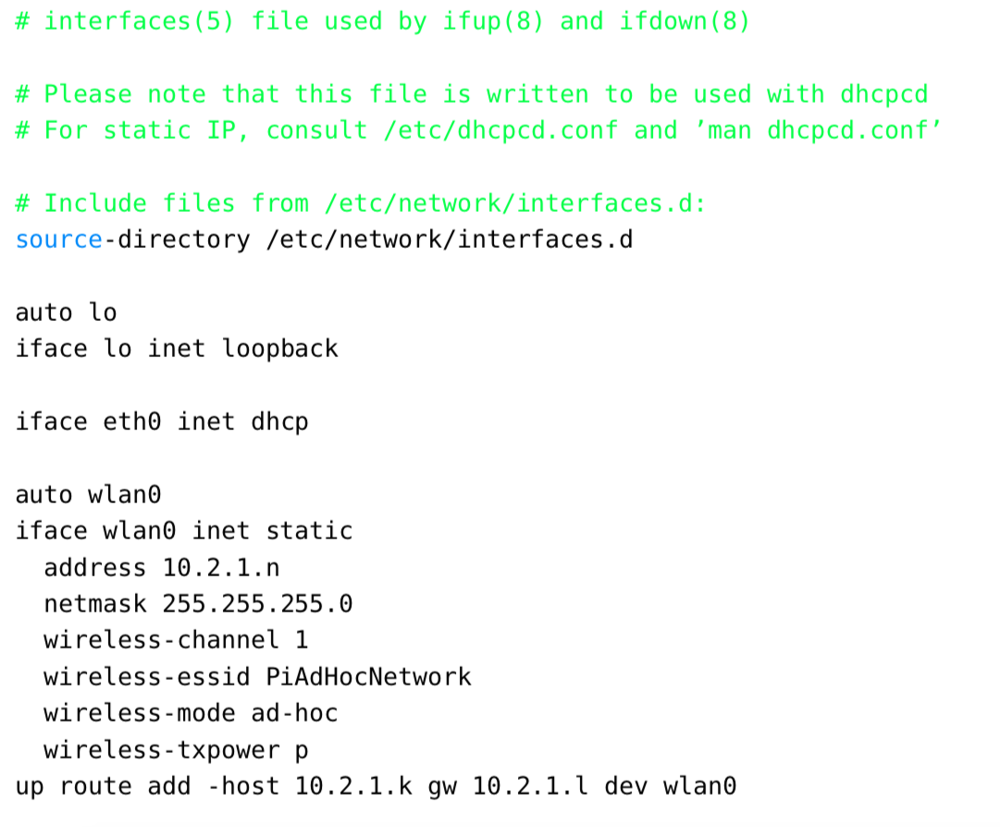 # interfaces(5) file used by ifup(8) and ifdown(8)
# Please note that this file is written to be used with dhcpcd
# For static IP, consult /etc/dhcpcd.conf and ’man dhcpcd.conf’
# Include files from /etc/network/interfaces.d:
source-directory /etc/network/interfaces.d
auto lo
iface lo inet loopback
iface eth0 inet dhcp
auto wlan0
iface wlan0 inet static
  address 10.2.1.n
  netmask 255.255.255.0
  wireless-channel 1
  wireless-essid PiAdHocNetwork
  wireless-mode ad-hoc
  wireless-txpower p
up route add -host 10.2.1.k gw 10.2.1.l dev wlan0